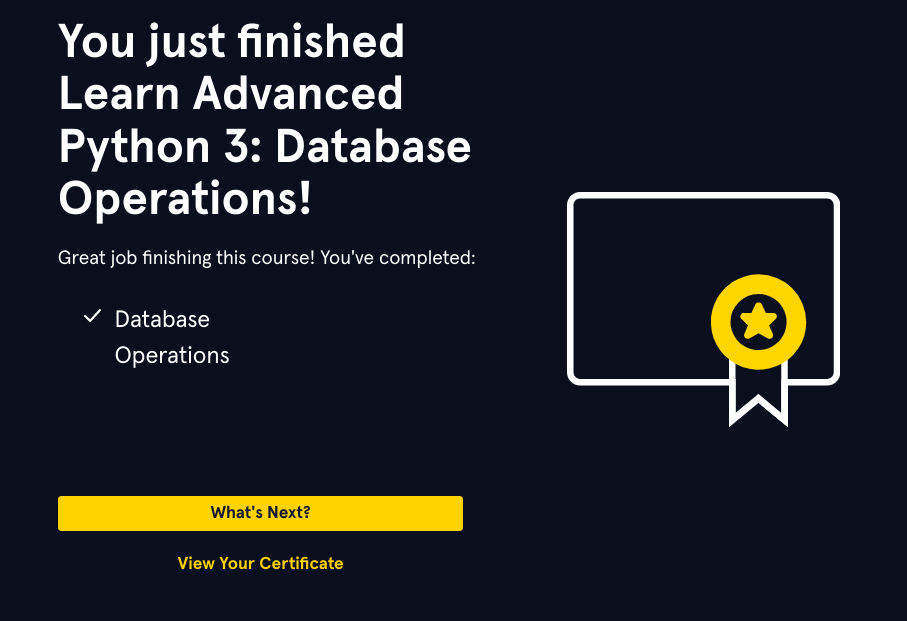 You just finished
Learn Advanced
Python 3: Database
Operations!
Great job finishing this course! You've completed:
Database
Operations
What's Next?
View Your Certificate